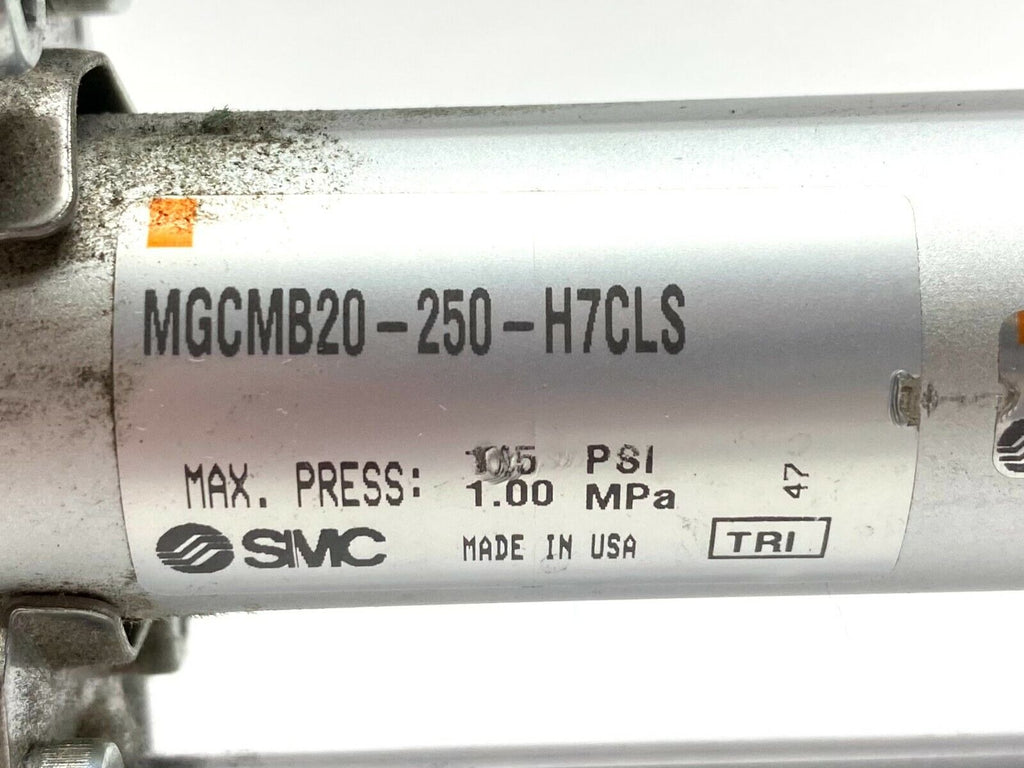 MGCMB20-250-H7CLS
MAX. PRESS: PSI
1.00 MPa
47
SMC MADE IN USA TRI